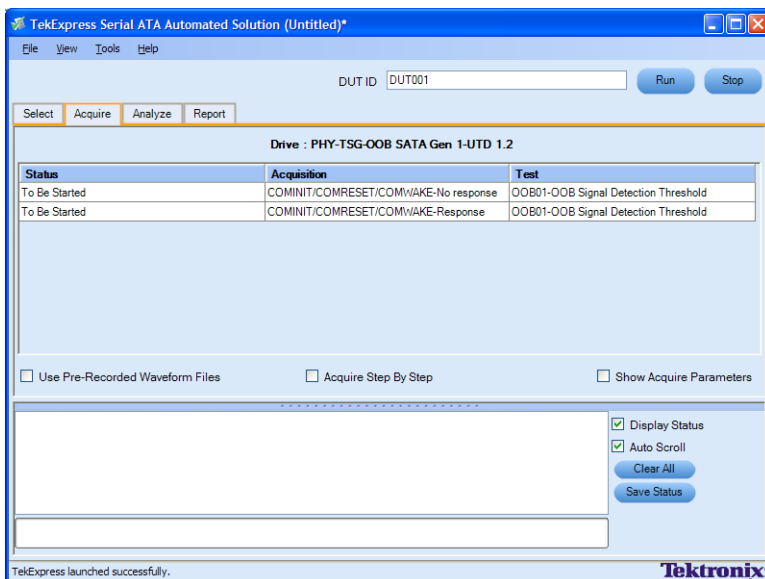 TekExpress Serial ATA Automated Solution (Untitled)*
File View Tools Help
DUT ID DUT001 Run Stop
Select Acquire Analyze Report
Drive : PHY-TSG-OOB SATA Gen 1-UTD 1.2
Status Acquisition Test
To Be Started COMINIT/COMRESET/COMWAKE-No response OOB01-OOB Signal Detection Threshold
To Be Started COMINIT/COMRESET/COMWAKE-Response OOB01-OOB Signal Detection Threshold
Use Pre-Recorded Waveform Files Acquire Step By Step Show Acquire Parameters
Display Status
Auto Scroll
Clear All
Save Status
TekExpress launched successfully. Tektronix